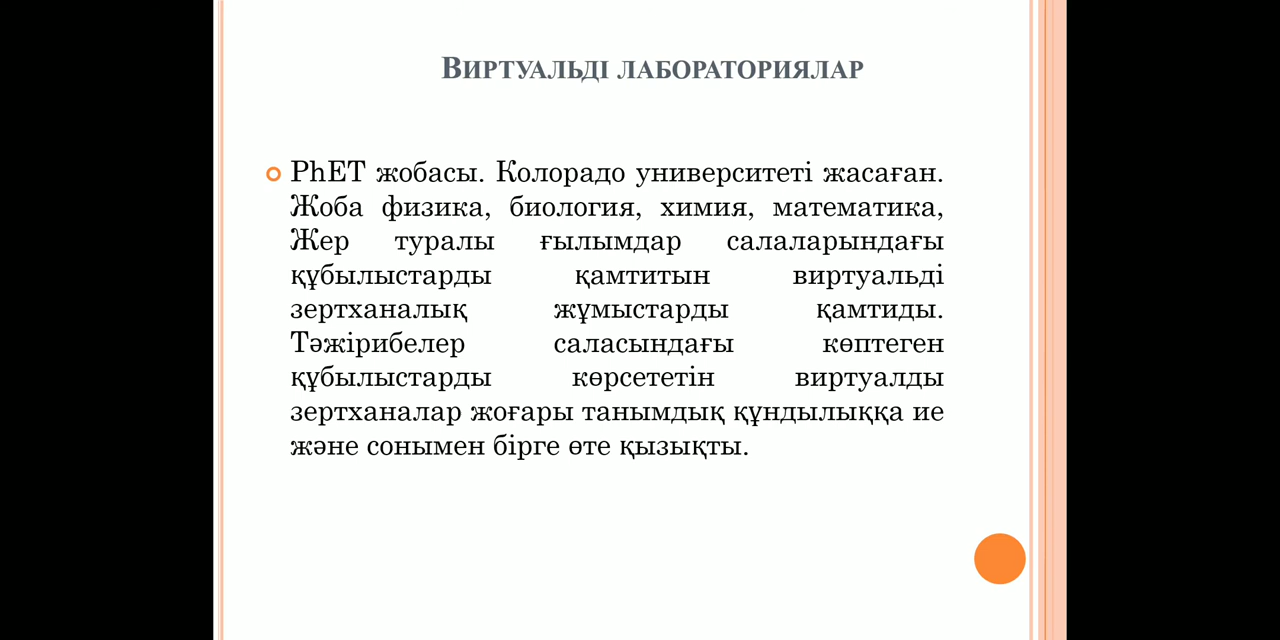 Виртуальді лабораториялар
PhET жобасы. Колорадо университеті жасаған.
Жоба физика, биология, химия, математика,
Жер туралы ғылымдар салаларындағы
құбылыстарды қамтитын виртуальді
зертханалық жұмыстарды қамтиды.
Тәжірибелер саласындағы көптеген
құбылыстарды көрсететін виртуалды
зертханалар жоғары танымдық құндылыққа ие
және сонымен бірге өте қызықты.